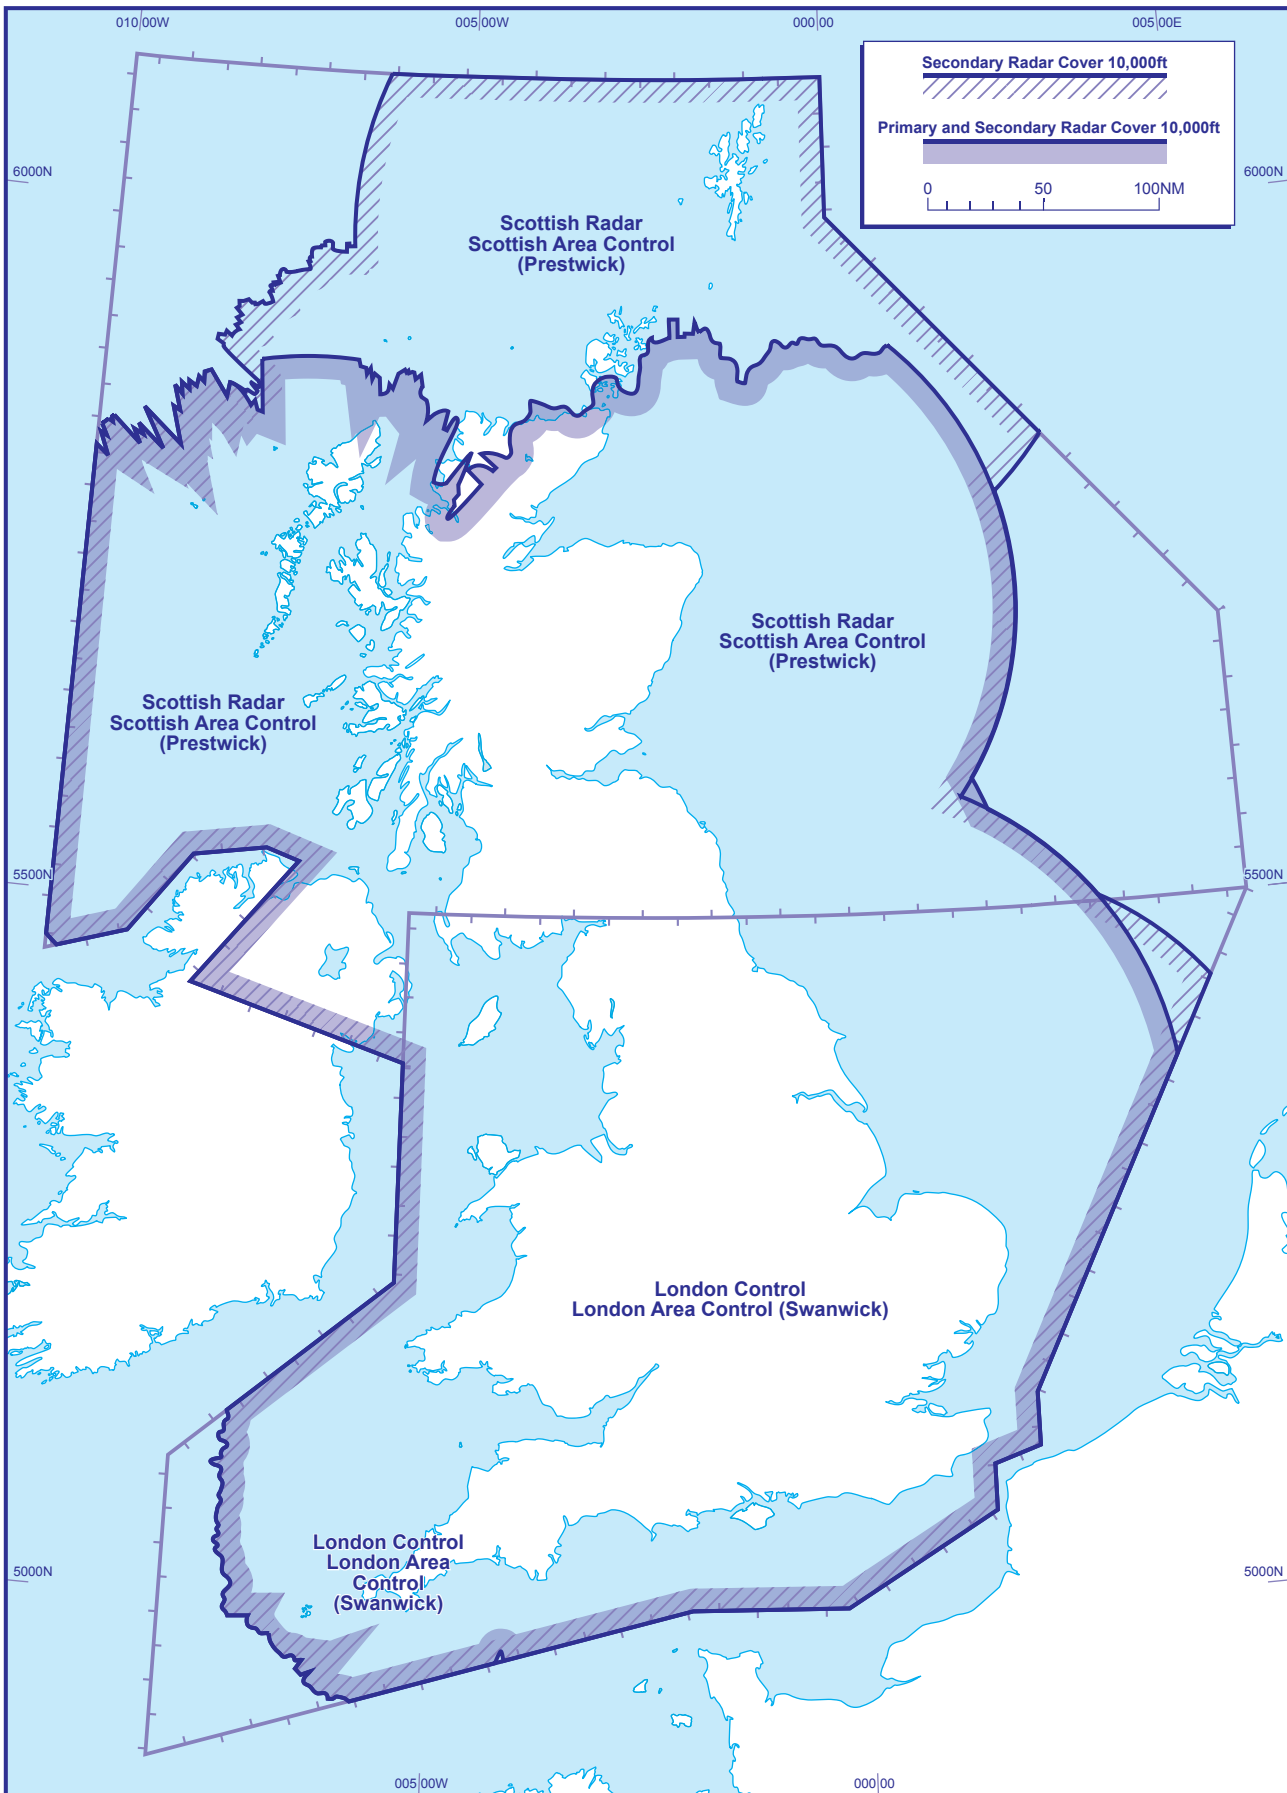 010 00W
005 00W
000 00
005 00E
Secondary Radar Cover 10,000ft
Primary and Secondary Radar Cover 10,000ft
0 50 100NM
6000N
6000N
Scottish Radar
Scottish Area Control
(Prestwick)
Scottish Radar
Scottish Area Control
(Prestwick)
Scottish Radar
Scottish Area Control
(Prestwick)
5500N
5500N
London Control
London Area Control (Swanwick)
London Control
London Area
Control
(Swanwick)
5000N
5000N
005 00W
000 00